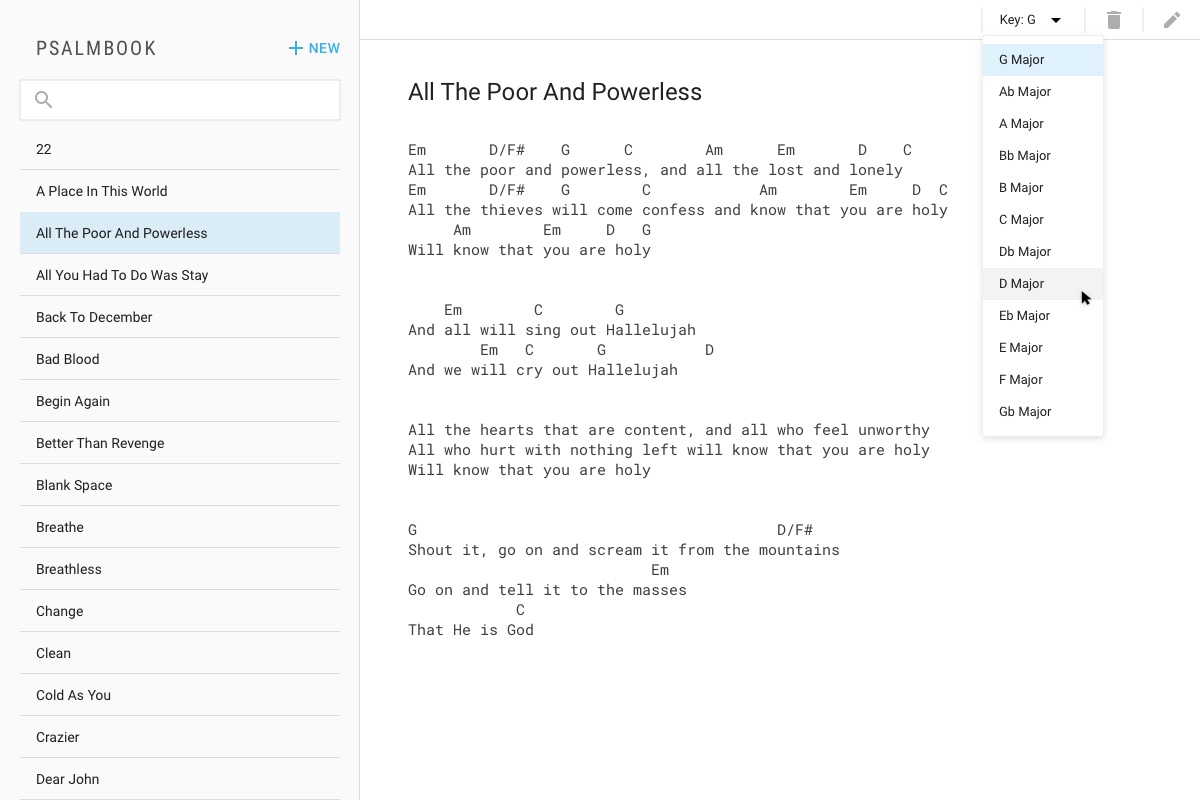 PSALMBOOK
NEW
22
A Place In This World
All The Poor And Powerless
All You Had To Do Was Stay
Back To December
Bad Blood
Begin Again
Better Than Revenge
Blank Space
Breathe
Breathless
Change
Clean
Cold As You
Crazier
Dear John
Key: G
G Major
Ab Major
A Major
Bb Major
B Major
C Major
Db Major
D Major
Eb Major
E Major
F Major
Gb Major
All The Poor And Powerless
Em       D/F#    G      C        Am      Em       D    C
All the poor and powerless, and all the lost and lonely
Em       D/F#    G        C            Am        Em     D  C
All the thieves will come confess and know that you are holy
     Am        Em     D   G
Will know that you are holy
    Em        C        G
And all will sing out Hallelujah
        Em   C       G           D
And we will cry out Hallelujah
All the hearts that are content, and all who feel unworthy
All who hurt with nothing left will know that you are holy
Will know that you are holy
G                                        D/F#
Shout it, go on and scream it from the mountains
                           Em
Go on and tell it to the masses
            C
That He is God